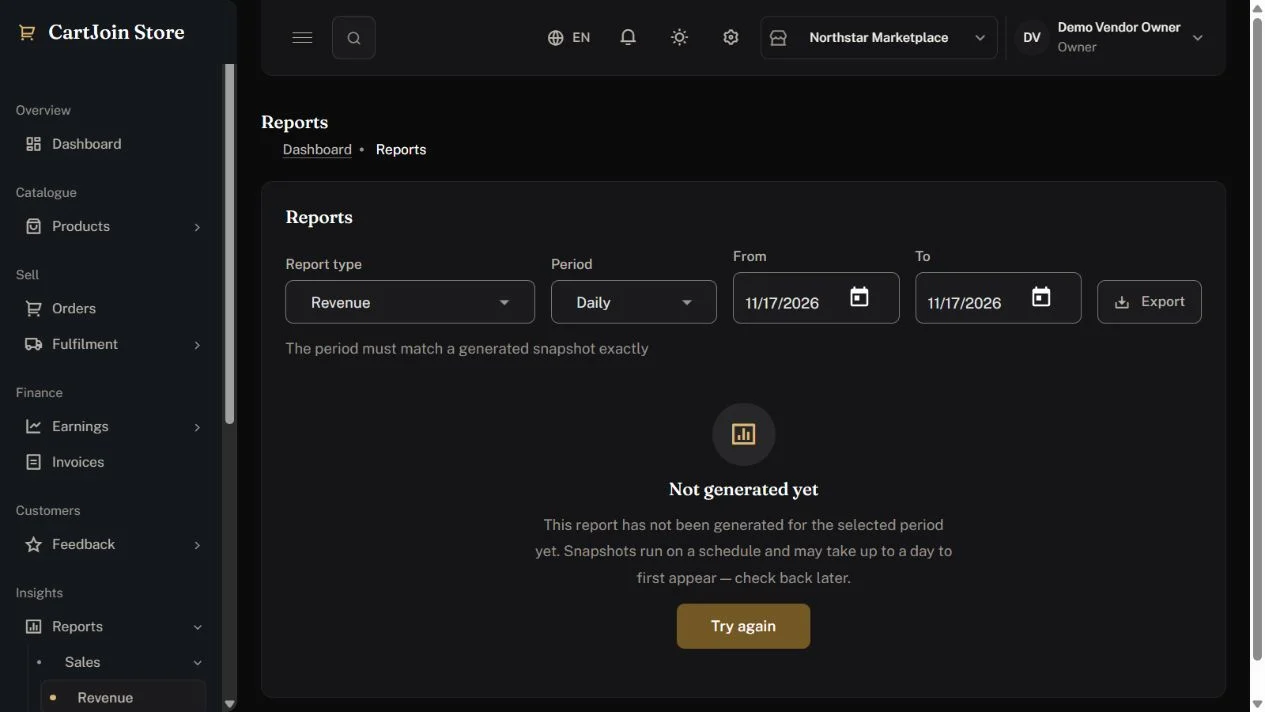 CartJoin Store
Overview
Dashboard
Catalogue
Products
Sell
Orders
Fulfilment
Finance
Earnings
Invoices
Customers
Feedback
Insights
Reports
Sales
Revenue
EN
Northstar Marketplace
DV
Demo Vendor Owner
Owner
Reports
Dashboard • Reports
Reports
Report type
Revenue
Period
Daily
From
11/17/2026
To
11/17/2026
Export
The period must match a generated snapshot exactly
Not generated yet
This report has not been generated for the selected period
yet. Snapshots run on a schedule and may take up to a day to
first appear — check back later.
Try again